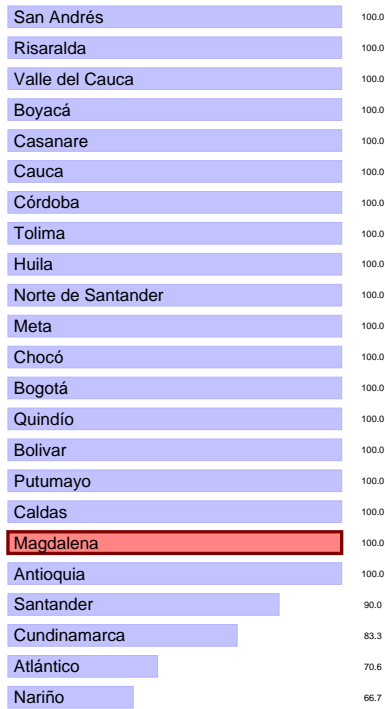 San Andrés 100.0
Risaralda 100.0
Valle del Cauca 100.0
Boyacá 100.0
Casanare 100.0
Cauca 100.0
Córdoba 100.0
Tolima 100.0
Huila 100.0
Norte de Santander 100.0
Meta 100.0
Chocó 100.0
Bogotá 100.0
Quindío 100.0
Bolivar 100.0
Putumayo 100.0
Caldas 100.0
Magdalena 100.0
Antioquia 100.0
Santander 90.0
Cundinamarca 83.3
Atlántico 70.6
Nariño 66.7